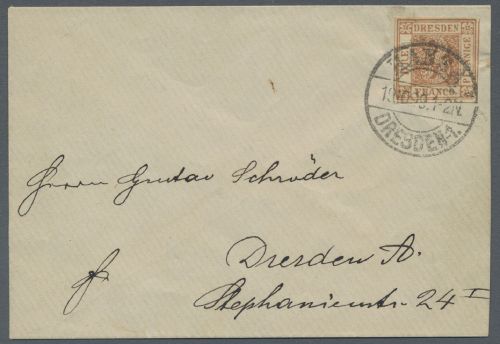 DRESDEN
FRANCO
DRESDEN-A.
Herrn Gustav Schröder
Dresden A.
Stephanienstr. 24 I